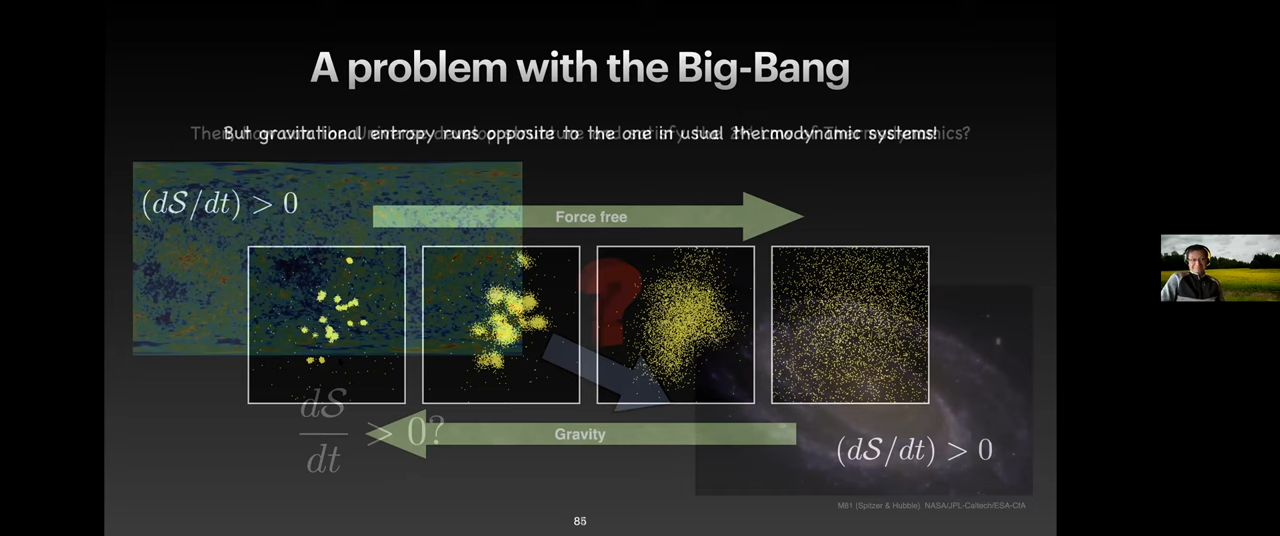 A problem with the Big-Bang
But gravitational entropy runs opposite to the one in usual thermodynamic systems!
(dS/dt) > 0
Force free
?
dS/dt > 0?
Gravity
(dS/dt) > 0
M81 (Spitzer & Hubble) NASA/JPL-Caltech/ESA-CfA
85